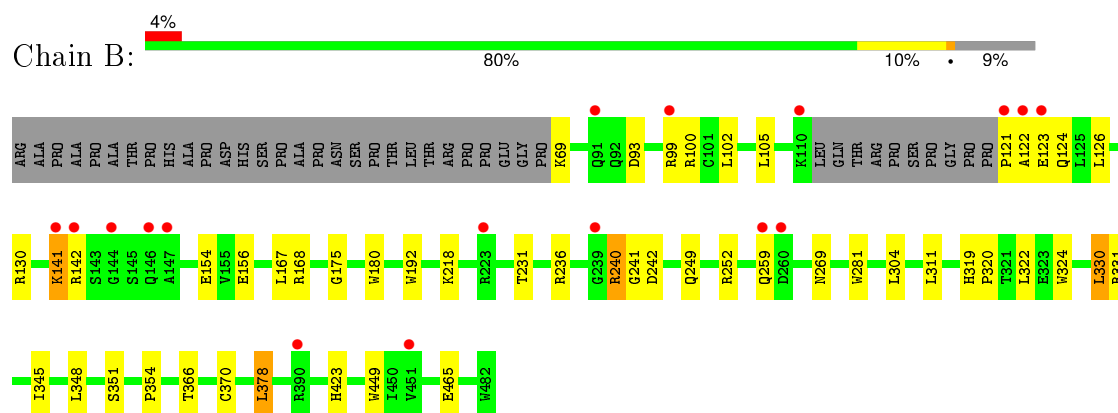 4%
Chain B:
80% 10% • 9%
ARG ALA PRO ALA PRO ALA THR PRO HIS ALA PRO ASP HIS SER PRO ALA PRO ASN SER PRO THR LEU THR ARG PRO PRO GLU GLY PRO K69 Q91 Q92 D93 R99 R100 C101 L102 L105 K110 LEU GLN THR ARG PRO SER PRO GLY PRO PRO P121 A122 E123 Q124 L125 L126
R130 K141 R142 S143 G144 S145 Q146 A147 E154 V155 E156 L167 R168 G175 W180 W192 K218 R223 T231 R236 G239 R240 G241 D242 Q249 R252 Q259 D260 N269 W281 L304 L311 H319 P320 T321 L322 E323 W324 L330
I345 L348 S351 P354 T366 C370 L378 R390 H423 W449 I450 V451 E465 W482